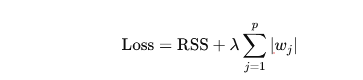 Loss = RSS + λ ∑_{j=1}^{p} |w_j|